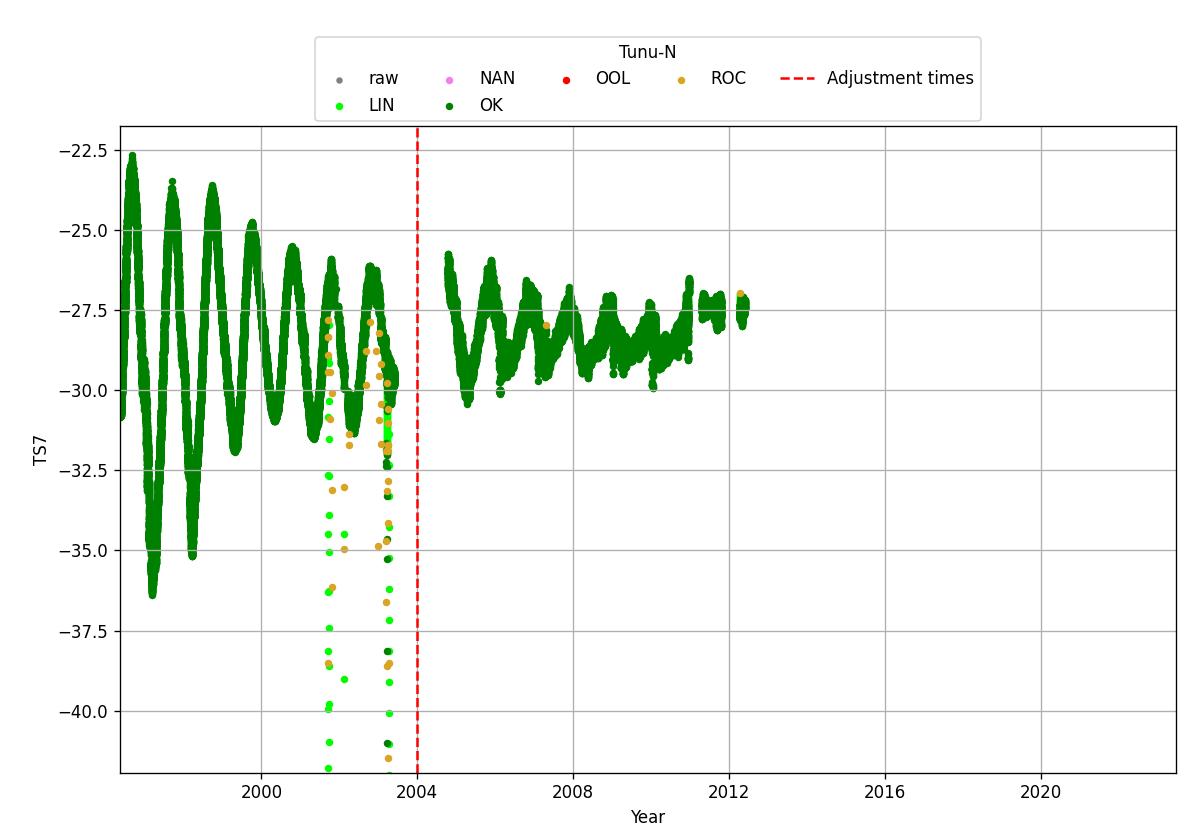 Tunu-N
raw NAN OOL ROC Adjustment times
LIN OK
−22.5
−25.0
−27.5
−30.0
−32.5
−35.0
−37.5
−40.0
TS7
2000 2004 2008 2012 2016 2020
Year